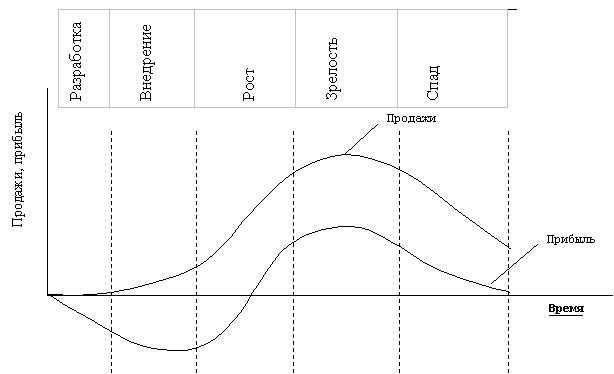 Разработка
Внедрение
Рост
Зрелость
Спад
Продажи, прибыль
Продажи
Прибыль
Время